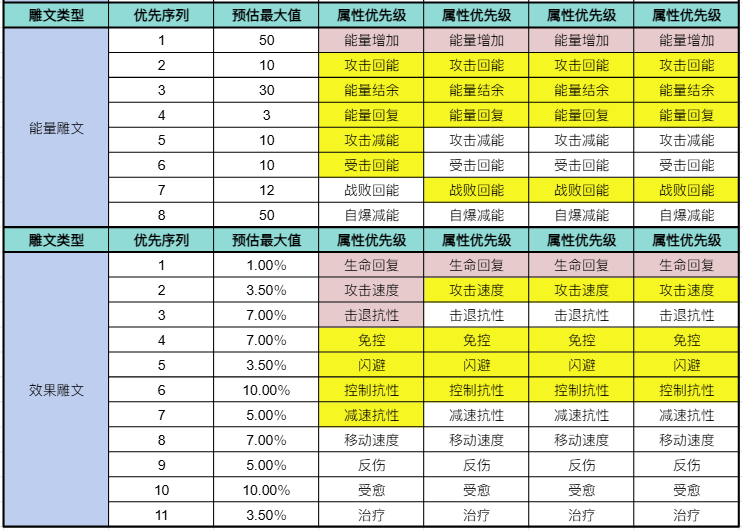 雕文类型 优先序列 预估最大值 属性优先级 属性优先级 属性优先级 属性优先级
1 50 能量增加 能量增加 能量增加 能量增加
2 10 攻击回能 攻击回能 攻击回能 攻击回能
3 30 能量结余 能量结余 能量结余 能量结余
4 3 能量回复 能量回复 能量回复 能量回复
能量雕文
5 10 攻击减能 攻击减能 攻击减能 攻击减能
6 10 受击回能 受击回能 受击回能 受击回能
7 12 战败回能 战败回能 战败回能 战败回能
8 50 自爆减能 自爆减能 自爆减能 自爆减能
雕文类型 优先序列 预估最大值 属性优先级 属性优先级 属性优先级 属性优先级
1 1.00% 生命回复 生命回复 生命回复 生命回复
2 3.50% 攻击速度 攻击速度 攻击速度 攻击速度
3 7.00% 击退抗性 击退抗性 击退抗性 击退抗性
4 7.00% 免控 免控 免控 免控
5 3.50% 闪避 闪避 闪避 闪避
效果雕文 6 10.00% 控制抗性 控制抗性 控制抗性 控制抗性
7 5.00% 减速抗性 减速抗性 减速抗性 减速抗性
8 7.00% 移动速度 移动速度 移动速度 移动速度
9 5.00% 反伤 反伤 反伤 反伤
10 10.00% 受愈 受愈 受愈 受愈
11 3.50% 治疗 治疗 治疗 治疗